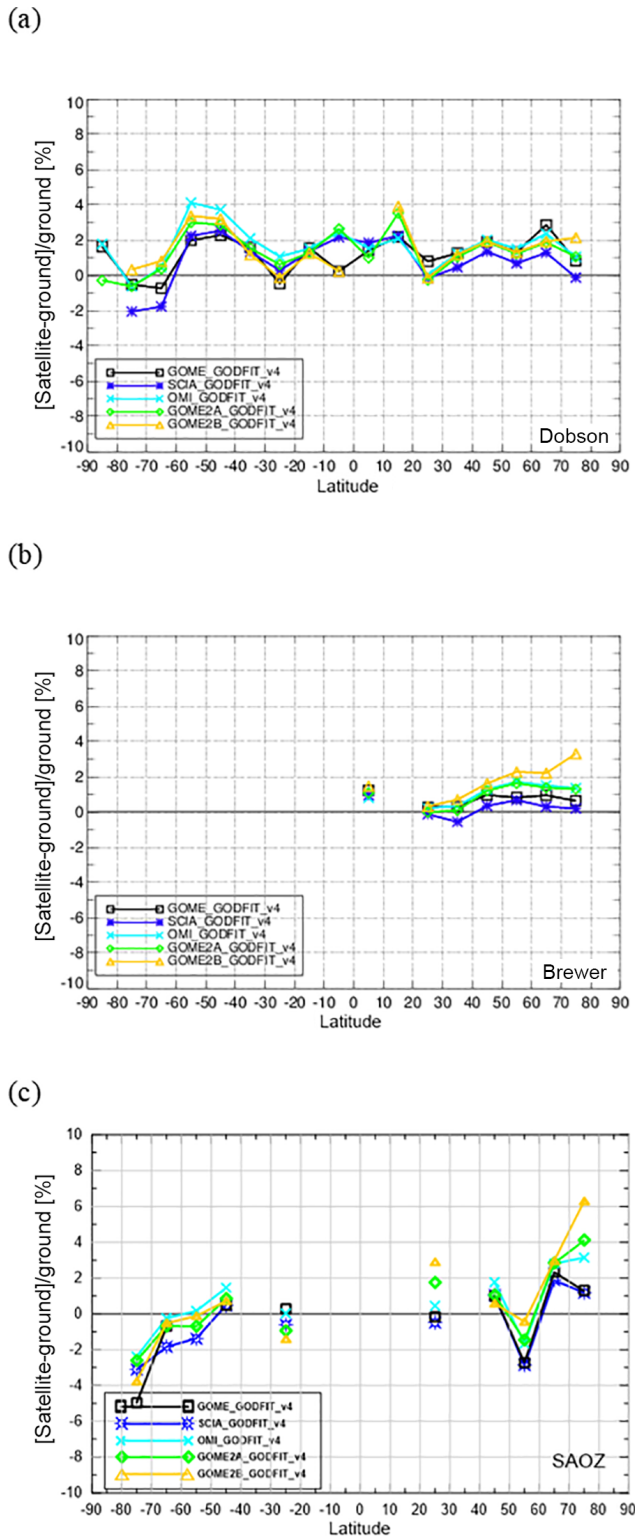 (a)
[Satellite-ground]/ground [%]
10
8
6
4
2
0
-2
-4
-6
-8
-10
GOME_GODFIT_v4
SCIA_GODFIT_v4
OMI_GODFIT_v4
GOME2A_GODFIT_v4
GOME2B_GODFIT_v4
Dobson
-90 -80 -70 -60 -50 -40 -30 -20 -10 0 10 20 30 40 50 60 70 80 90
Latitude
(b)
[Satellite-ground]/ground [%]
10
8
6
4
2
0
-2
-4
-6
-8
-10
GOME_GODFIT_v4
SCIA_GODFIT_v4
OMI_GODFIT_v4
GOME2A_GODFIT_v4
GOME2B_GODFIT_v4
Brewer
-90 -80 -70 -60 -50 -40 -30 -20 -10 0 10 20 30 40 50 60 70 80 90
Latitude
(c)
[Satellite-ground]/ground [%]
10
8
6
4
2
0
-2
-4
-6
-8
-10
GOME_GODFIT_v4
SCIA_GODFIT_v4
OMI_GODFIT_v4
GOME2A_GODFIT_v4
GOME2B_GODFIT_v4
SAOZ
-90 -80 -70 -60 -50 -40 -30 -20 -10 0 10 20 30 40 50 60 70 80 90
Latitude